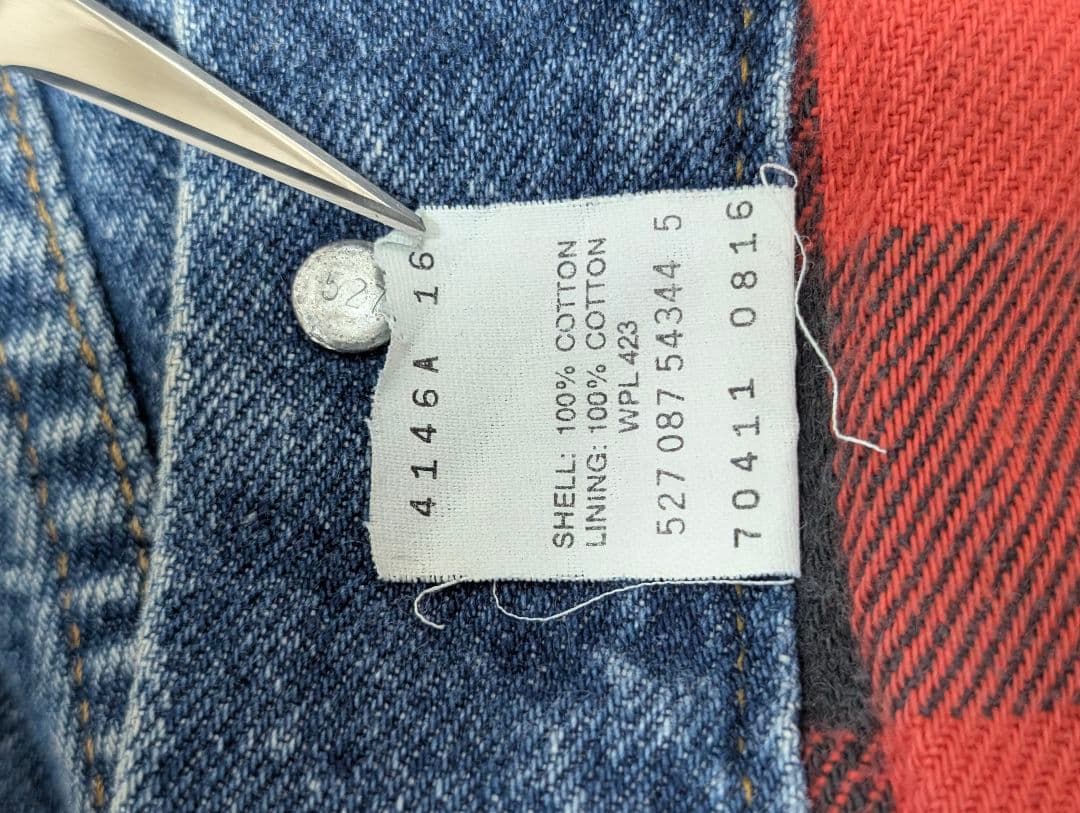 4146A 16
SHELL: 100% COTTON
LINING: 100% COTTON
WPL 423
527 087 54344 5
70411 0816
527